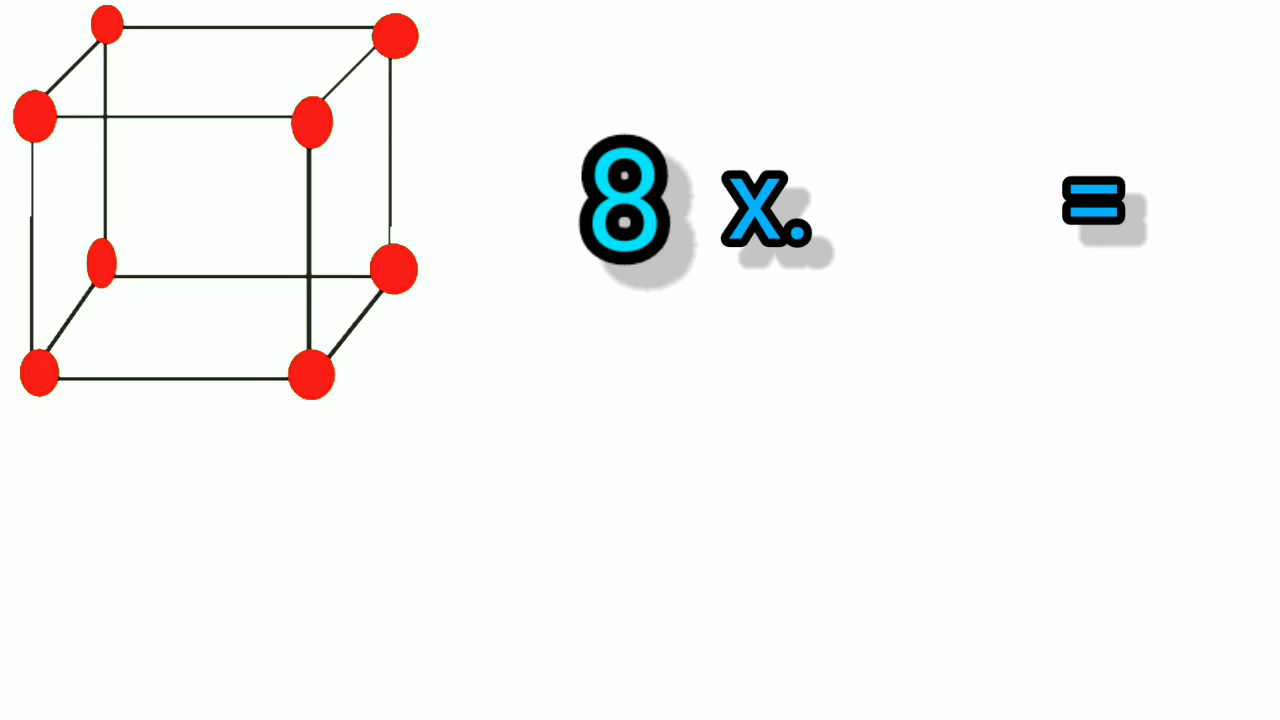 8 x. =